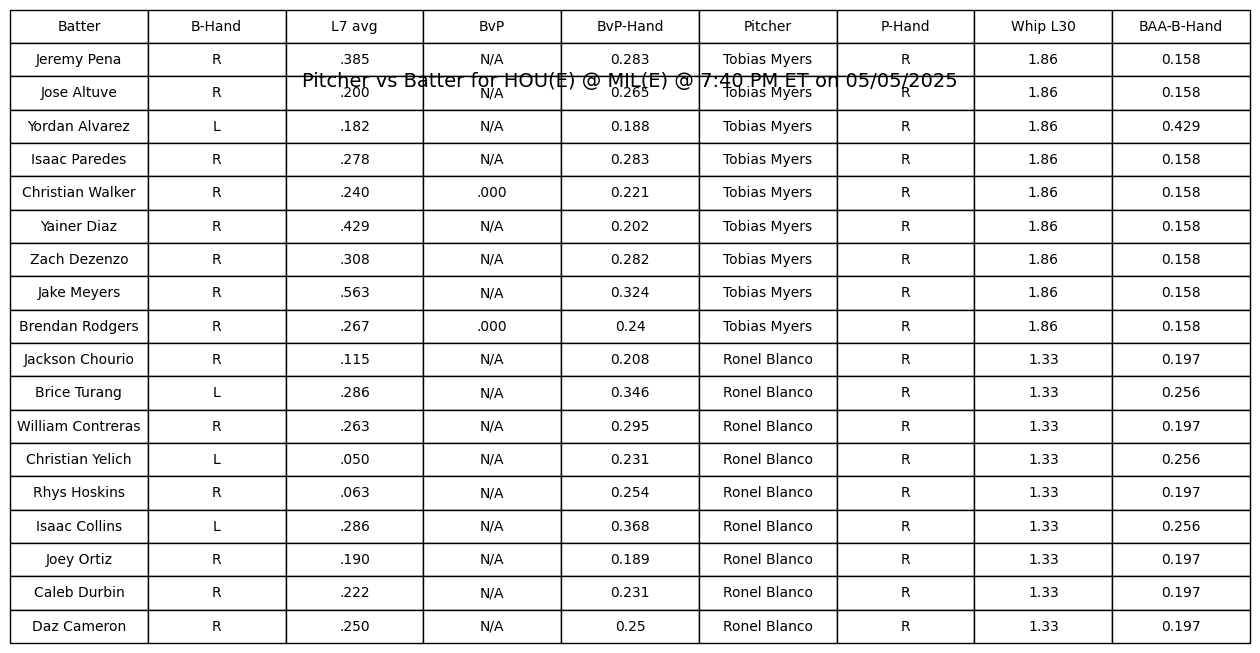 Batter B-Hand L7 avg BvP BvP-Hand Pitcher P-Hand Whip L30 BAA-B-Hand
Jeremy Pena R .385 N/A 0.283 Tobias Myers R 1.86 0.158
Pitcher vs Batter for HOU(E) @ MIL(E) @ 7:40 PM ET on 05/05/2025
Jose Altuve R .200 N/A 0.265 Tobias Myers R 1.86 0.158
Yordan Alvarez L .182 N/A 0.188 Tobias Myers R 1.86 0.429
Isaac Paredes R .278 N/A 0.283 Tobias Myers R 1.86 0.158
Christian Walker R .240 .000 0.221 Tobias Myers R 1.86 0.158
Yainer Diaz R .429 N/A 0.202 Tobias Myers R 1.86 0.158
Zach Dezenzo R .308 N/A 0.282 Tobias Myers R 1.86 0.158
Jake Meyers R .563 N/A 0.324 Tobias Myers R 1.86 0.158
Brendan Rodgers R .267 .000 0.24 Tobias Myers R 1.86 0.158
Jackson Chourio R .115 N/A 0.208 Ronel Blanco R 1.33 0.197
Brice Turang L .286 N/A 0.346 Ronel Blanco R 1.33 0.256
William Contreras R .263 N/A 0.295 Ronel Blanco R 1.33 0.197
Christian Yelich L .050 N/A 0.231 Ronel Blanco R 1.33 0.256
Rhys Hoskins R .063 N/A 0.254 Ronel Blanco R 1.33 0.197
Isaac Collins L .286 N/A 0.368 Ronel Blanco R 1.33 0.256
Joey Ortiz R .190 N/A 0.189 Ronel Blanco R 1.33 0.197
Caleb Durbin R .222 N/A 0.231 Ronel Blanco R 1.33 0.197
Daz Cameron R .250 N/A 0.25 Ronel Blanco R 1.33 0.197